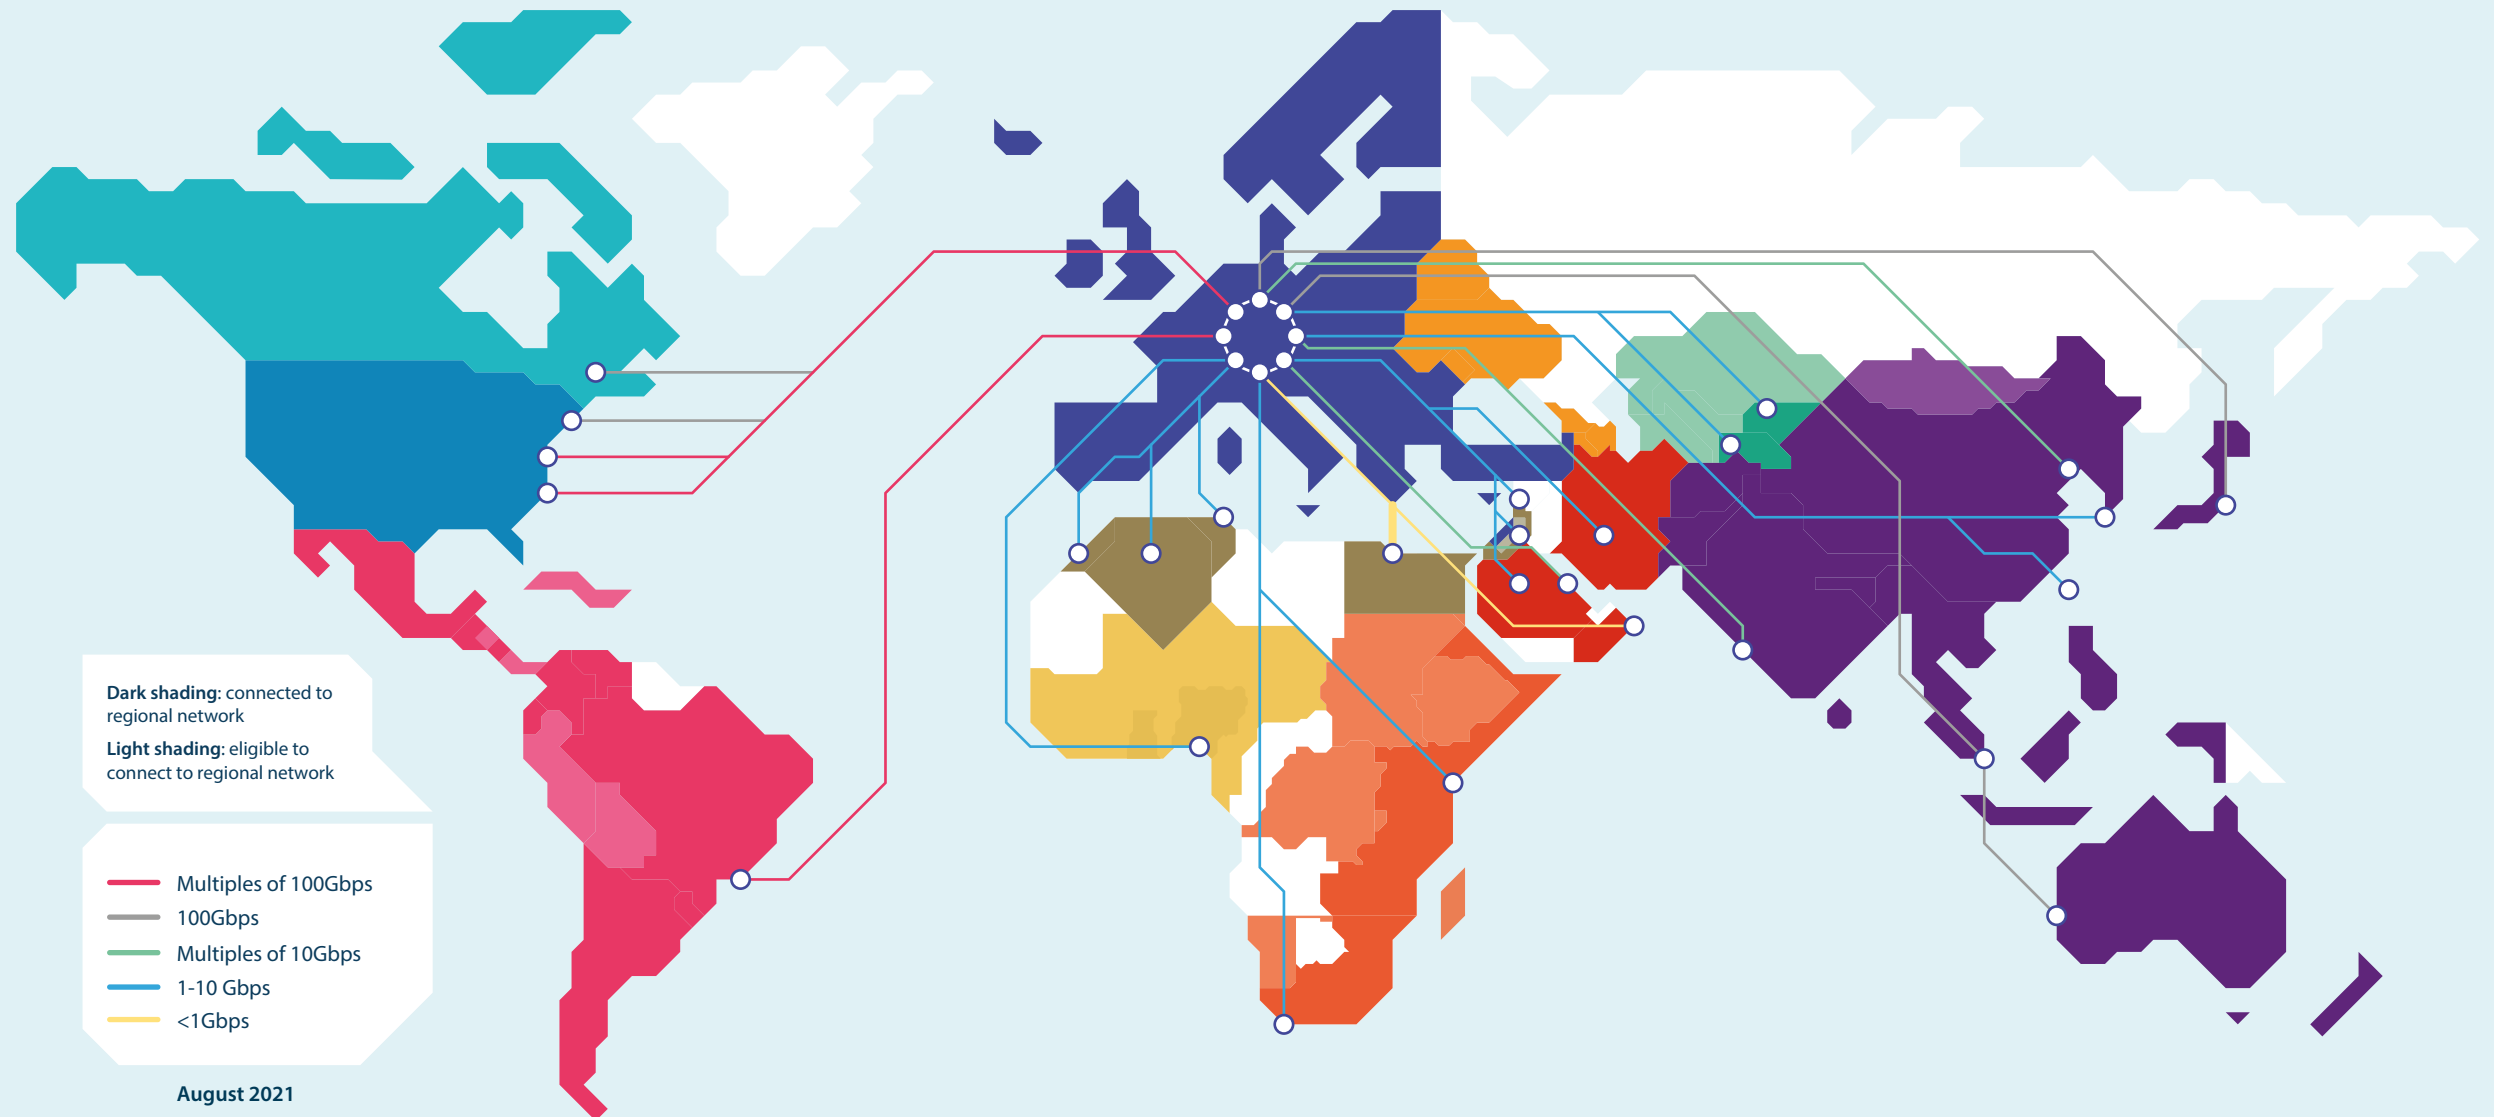 Dark shading: connected to
regional network
Light shading: eligible to
connect to regional network
Multiples of 100Gbps
100Gbps
Multiples of 10Gbps
1-10 Gbps
<1Gbps
August 2021